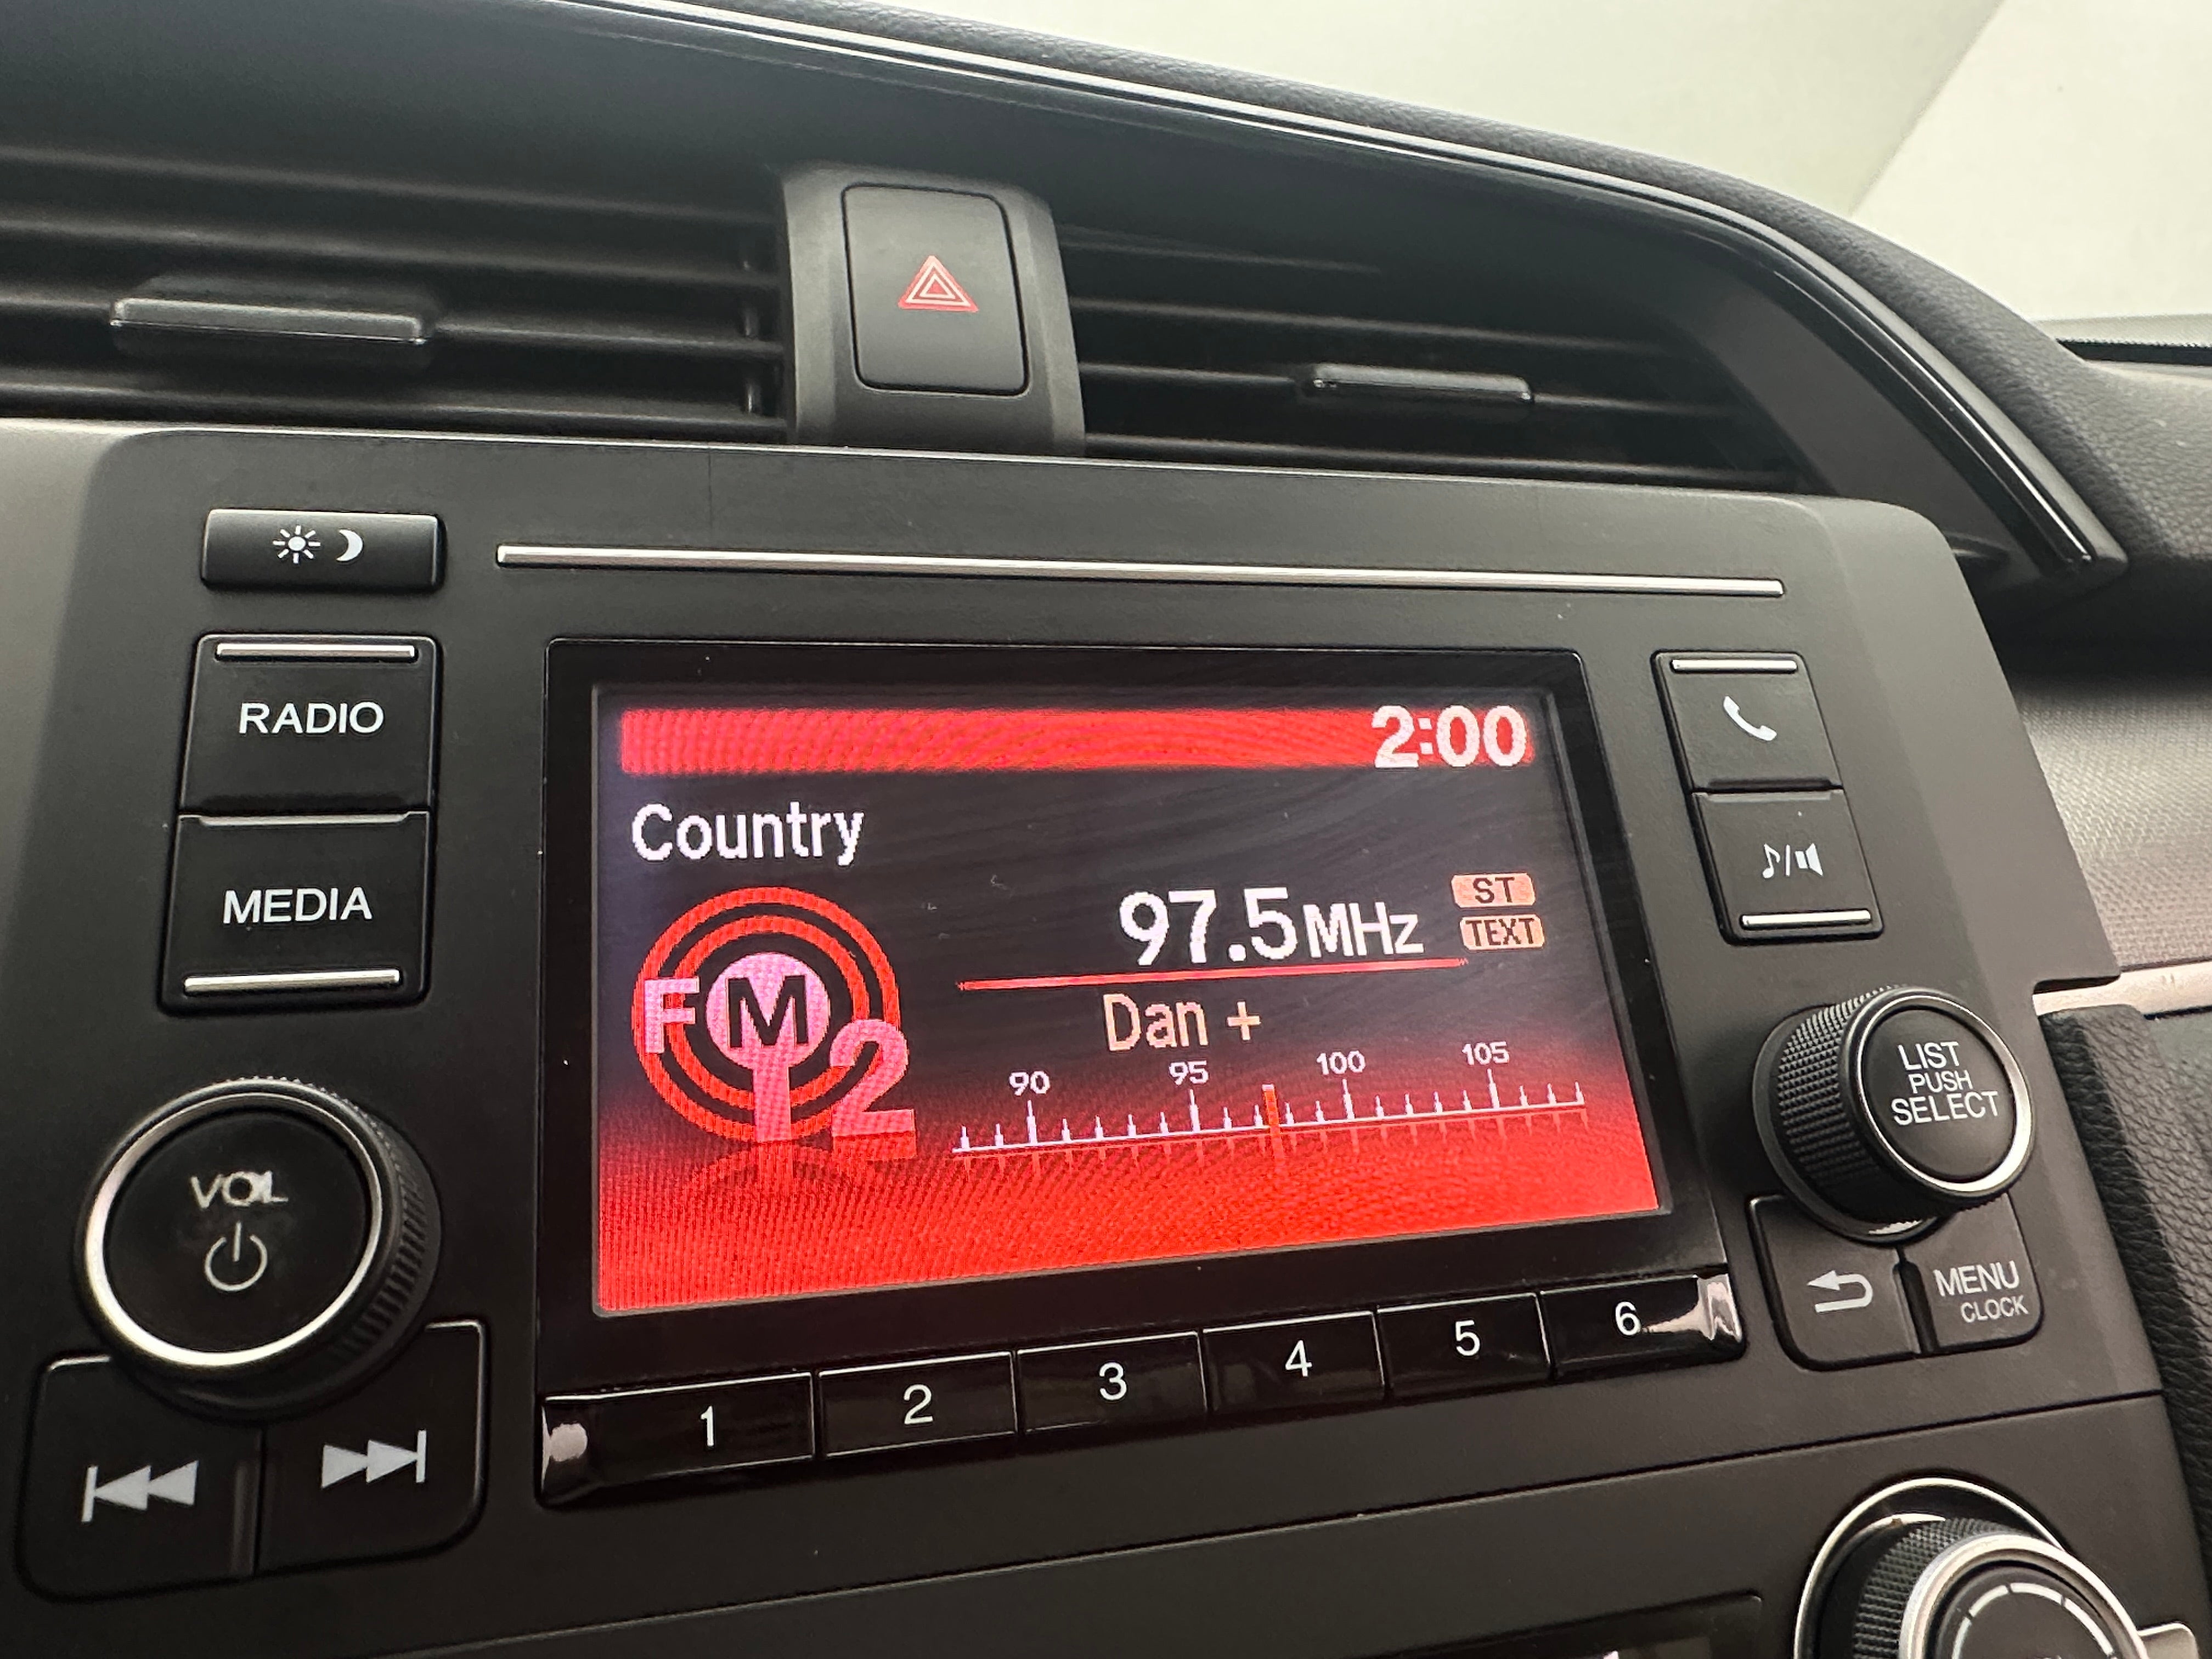 RADIO
MEDIA
VOL
2:00
Country
97.5MHz
ST
TEXT
FM
2
Dan +
90 95 100 105
1 2 3 4 5 6
LIST
PUSH
SELECT
MENU
CLOCK